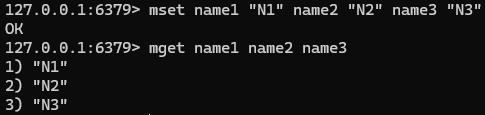 127.0.0.1:6379> mset name1 "N1" name2 "N2" name3 "N3"
OK
127.0.0.1:6379> mget name1 name2 name3
1) "N1"
2) "N2"
3) "N3"